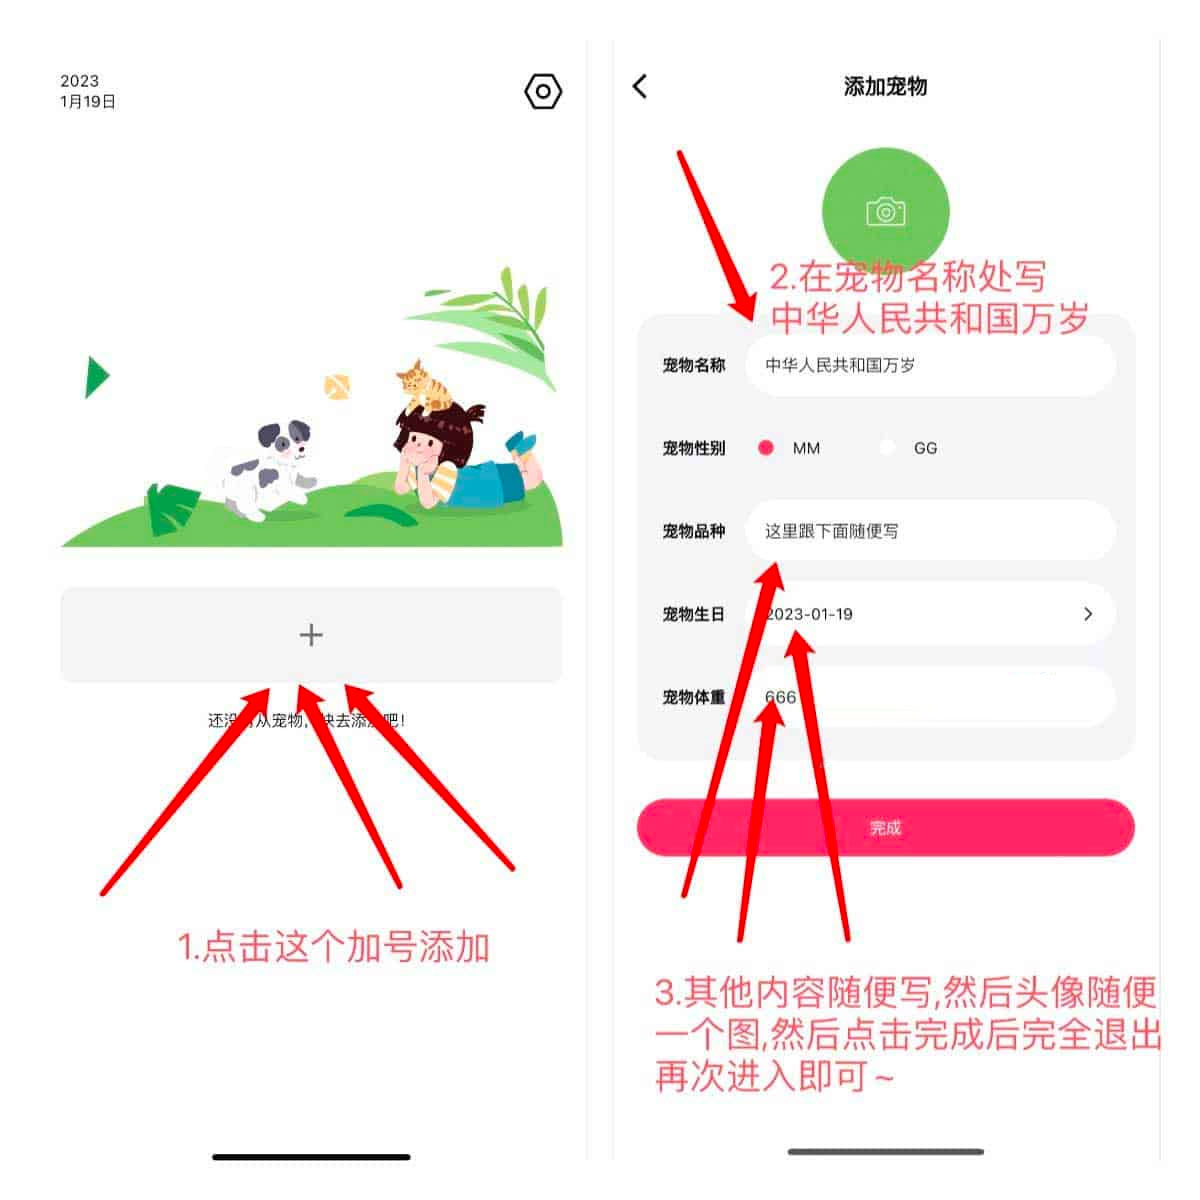 2023
1月19日
还没
从宠物,
快去添
吧!
1.点击这个加号添加
添加宠物
2.在宠物名称处写
中华人民共和国万岁
宠物名称 中华人民共和国万岁
宠物性别 MM GG
宠物品种 这里跟下面随便写
宠物生日 2023-01-19
宠物体重 666
完成
3.其他内容随便写,然后头像随便
一个图,然后点击完成后完全退出
再次进入即可~